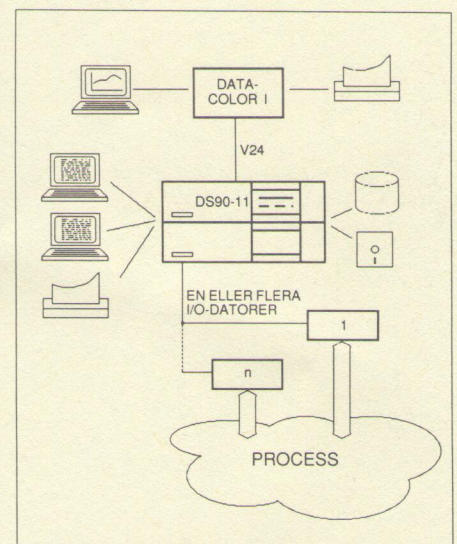 DATA-
COLOR I
V24
DS90-11
EN ELLER FLERA
I/O-DATORER
1
n
PROCESS